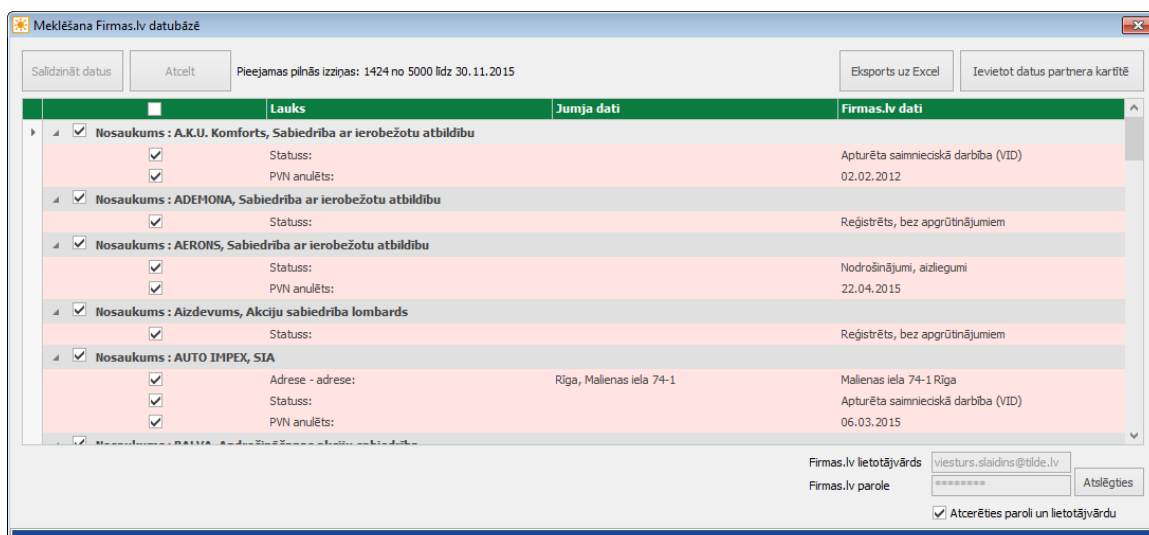 Meklēšana Firmas.lv datubāzē
Salīdzināt datus Atcelt Pieejamas pilnās izziņas: 1424 no 5000 līdz 30.11.2015 Eksports uz Excel Ievietot datus partnera kartītē
Lauks Jumja dati Firmas.lv dati
Nosaukums : A.K.U. Komforts, Sabiedrība ar ierobežotu atbildību
Statuss: Apturēta saimnieciskā darbība (VID)
PVN anulēts: 02.02.2012
Nosaukums : ADEMONA, Sabiedrība ar ierobežotu atbildību
Statuss: Reģistrēts, bez apgrūtinājumiem
Nosaukums : AERONS, Sabiedrība ar ierobežotu atbildību
Statuss: Nodrošinājumi, aizliegumi
PVN anulēts: 22.04.2015
Nosaukums : Aizdevums, Akciju sabiedrība lombards
Statuss: Reģistrēts, bez apgrūtinājumiem
Nosaukums : AUTO IMPEX, SIA
Adrese - adrese: Rīga, Malienas iela 74-1 Malienas iela 74-1 Rīga
Statuss: Apturēta saimnieciskā darbība (VID)
PVN anulēts: 06.03.2015
Nosaukums : BALVA, Apdrošināšanas akciju sabiedrība
Firmas.lv lietotājvārds viesturs.slaidins@tilde.lv
Firmas.lv parole Atslēgties
Atcerēties paroli un lietotājvārdu